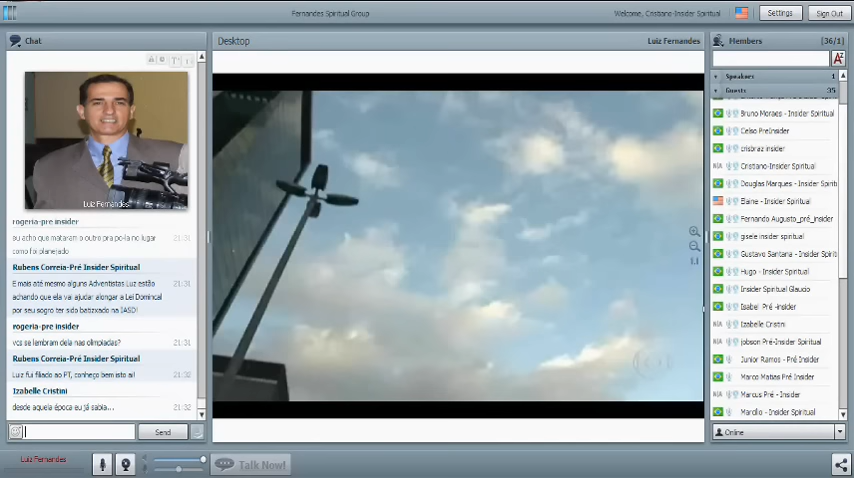 Fernandes Spiritual Group
Welcome, Cristiano-Insider Spiritual
Settings
Sign Out
Chat
Luiz Fernandes
rogeria-pre insider
eu acho que mataram o outro pra po-la no lugar 21:31
como foi planejado
Rubens Correia-Pré Insider Spiritual
E mais até mesmo alguns Adventistas Luz estão 21:31
achando que ela vai ajudar alongar a Lei Domincal
por seu sogro ter sido batixzado na IASD!
rogeria-pre insider
vcs se lembram dela nas olimpiadas? 21:31
Rubens Correia-Pré Insider Spiritual
Luiz fui filiado ao PT, conheço bem isto ai! 21:32
Izabelle Cristini
desde aquela época eu já sabia... 21:32
Send
Desktop
Luiz Fernandes
Members
(36/1)
Speakers 1
Guests 35
Bruno Moraes - Insider Spiritual
Celso PreInsider
crisbraz insider
N/A Cristiano-Insider Spiritual
Douglas Marques - Insider Spirit
Elaine - Insider Spiritual
Fernando Augusto_pré_insider
gisele insider spiritual
Gustavo Santana - Insider Spirit
Hugo - Insider Spiritual
Insider Spiritual Glaucio
Isabel Pré -insider
N/A Izabelle Cristini
N/A jobson Pré-Insider Spiritual
Junior Ramos - Pré Insider
Marco Matias Pré Insider
Marcus Pré - Insider
Marcilio - Insider Spiritual
Online
Luiz Fernandes
Talk Now!